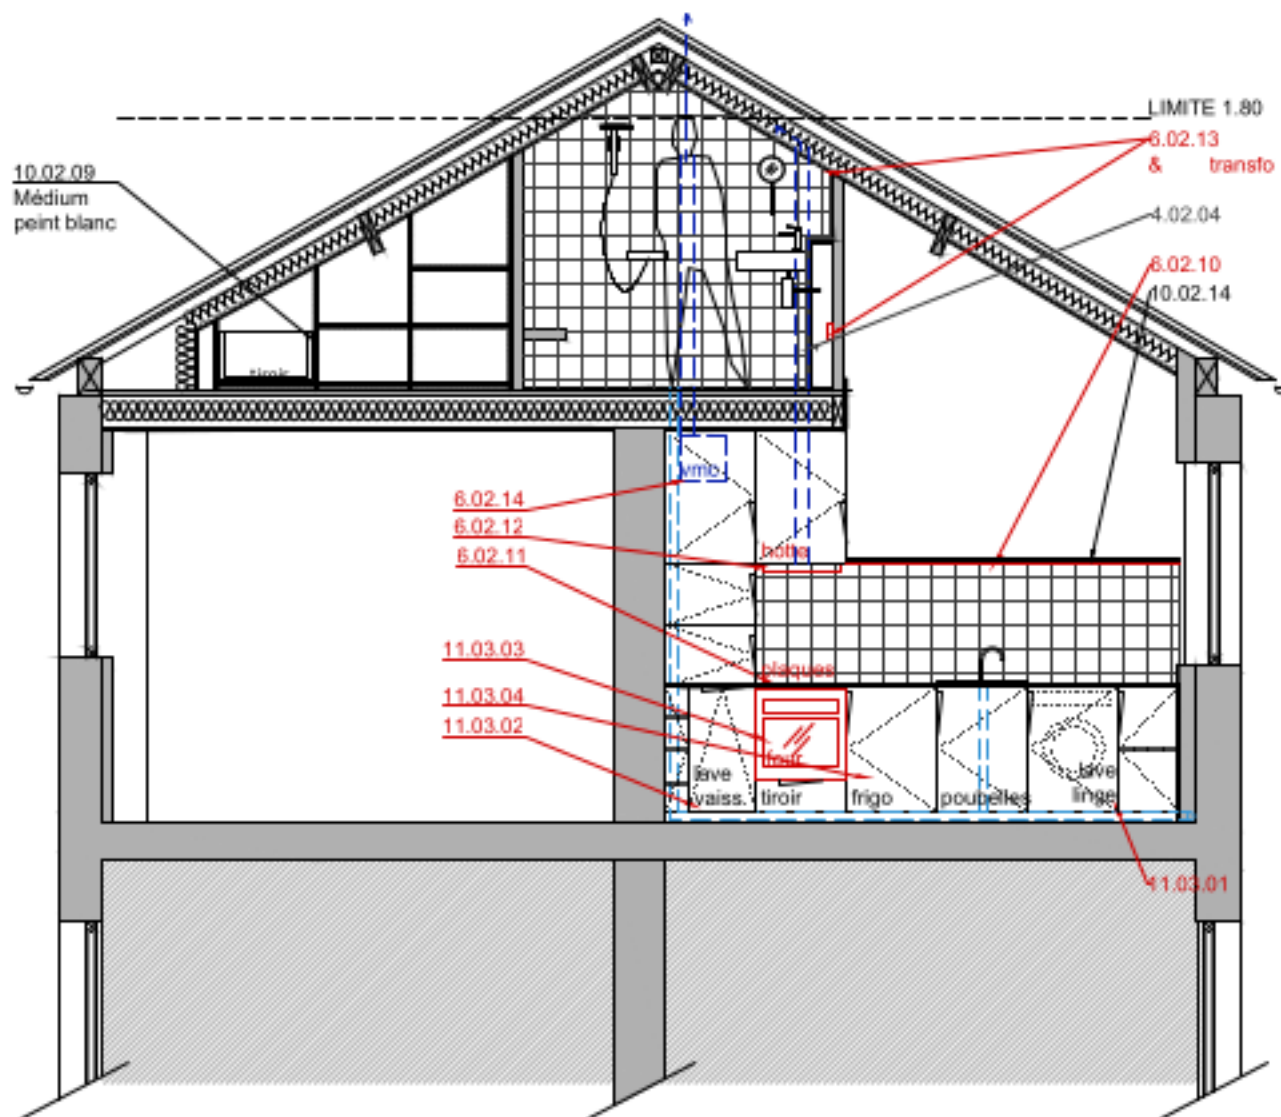 LIMITE 1.80
6.02.13
& transfo
10.02.09
Médium
peint blanc
4.02.04
6.02.10
10.02.14
tiroir
vmc
6.02.14
6.02.12
6.02.11
hotte
11.03.03
plaques
11.03.04
11.03.02
four
lave
vaiss.
tiroir
frigo
poubelles
lave
linge
11.03.01